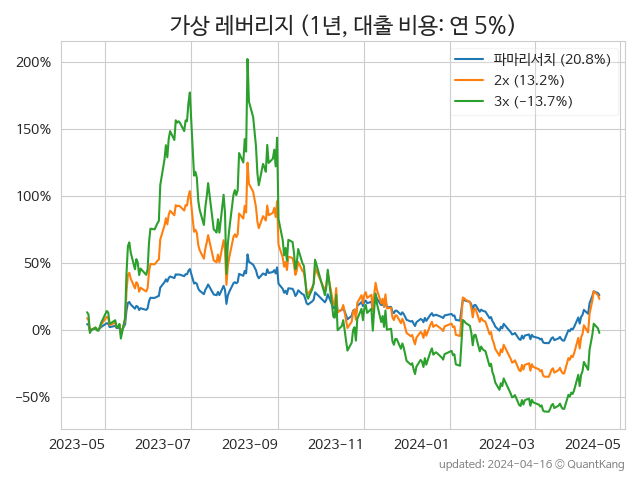 가상 레버리지 (1년, 대출 비용: 연 5%)
파마리서치 (20.8%)
2x (13.2%)
3x (−13.7%)
200%
150%
100%
50%
0%
−50%
2023−05 2023−07 2023−09 2023−11 2024−01 2024−03 2024−05
updated: 2024−04−16 © QuantKang